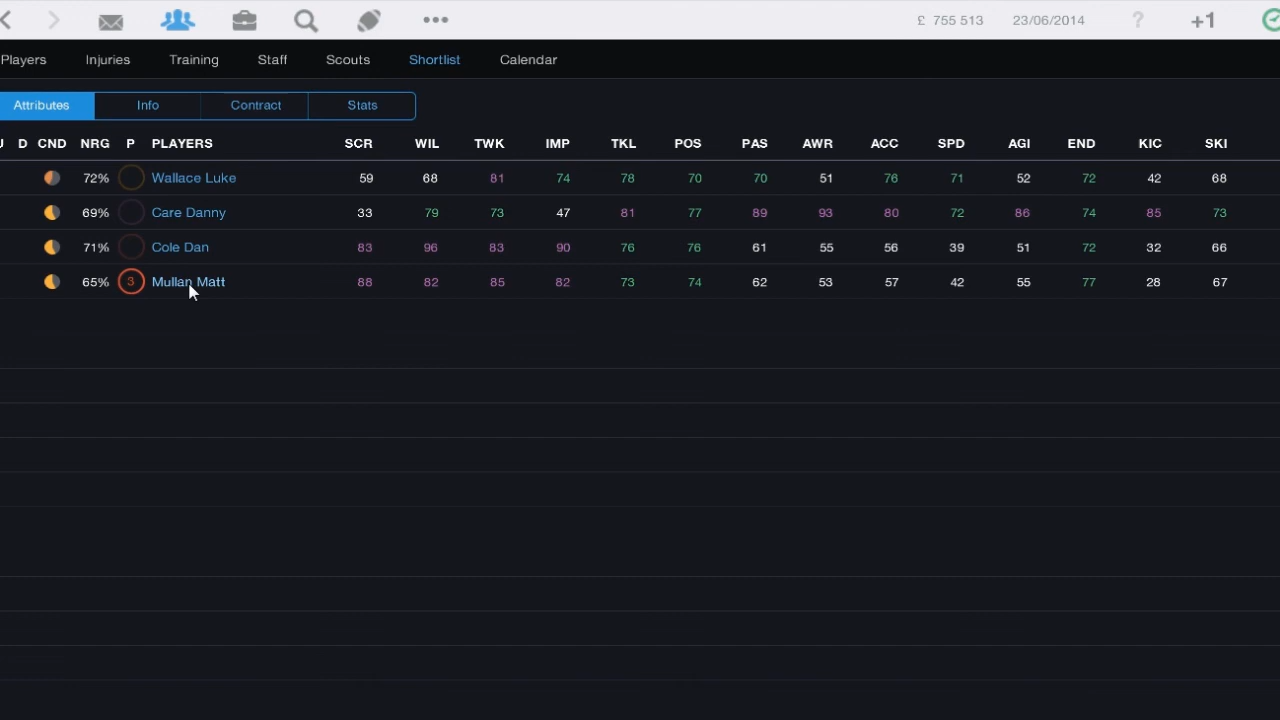 £ 755 513 23/06/2014 ? +1
Players Injuries Training Staff Scouts Shortlist Calendar
Attributes Info Contract Stats
D CND NRG P PLAYERS SCR WIL TWK IMP TKL POS PAS AWR ACC SPD AGI END KIC SKI
72% Wallace Luke 59 68 81 74 78 70 70 51 76 71 52 72 42 68
69% Care Danny 33 79 73 47 81 77 89 93 80 72 86 74 85 73
71% Cole Dan 83 96 83 90 76 76 61 55 56 39 51 72 32 66
65% 3 Mullan Matt 88 82 85 82 73 74 62 53 57 42 55 77 28 67